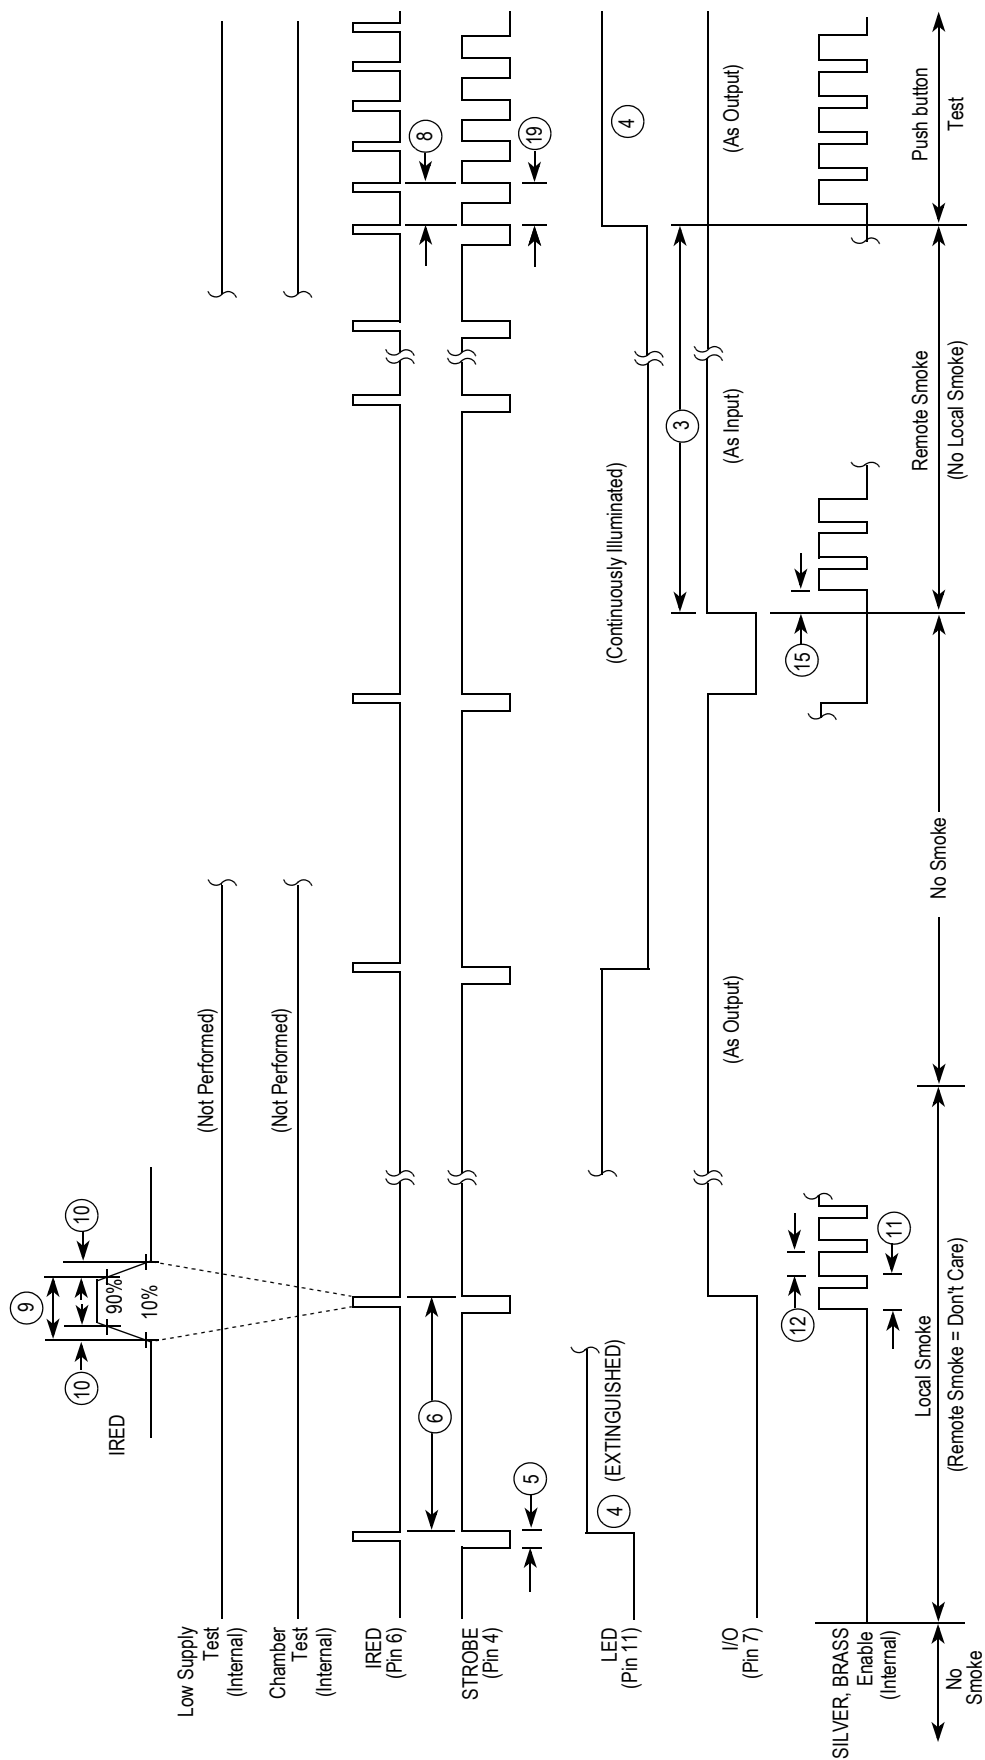 IRED
10
9
10
90%
10%
Low Supply
Test
(Internal)
(Not Performed)
Chamber
Test
(Internal)
(Not Performed)
IRED
(Pin 6)
6
8
STROBE
(Pin 4)
5
19
LED
(Pin 11)
4
(EXTINGUISHED)
(Continuously Illuminated)
4
I/O
(Pin 7)
(As Output)
3
(As Input)
(As Output)
SILVER, BRASS
Enable
(Internal)
12
11
15
No
Smoke
Local Smoke
(Remote Smoke = Don't Care)
No Smoke
Remote Smoke
(No Local Smoke)
Push button
Test